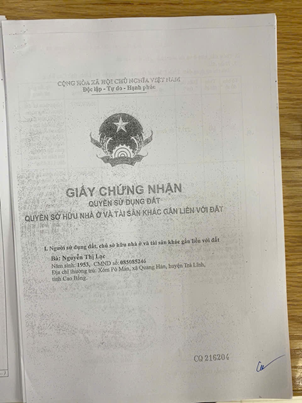 CỘNG HÒA XÃ HỘI CHỦ NGHĨA VIỆT NAM
Độc lập - Tự do - Hạnh phúc
GIẤY CHỨNG NHẬN
QUYỀN SỬ DỤNG ĐẤT
QUYỀN SỞ HỮU NHÀ Ở VÀ TÀI SẢN KHÁC GẮN LIỀN VỚI ĐẤT
I. Người sử dụng đất, chủ sở hữu nhà ở và tài sản khác gắn liền với đất
Bà: Nguyễn Thị Lọc
Năm sinh: 1953, CMND số: 083085246
Địa chỉ thường trú: Xóm Pò Mán, xã Quang Hán, huyện Trà Lĩnh,
tỉnh Cao Bằng.
CQ 216204